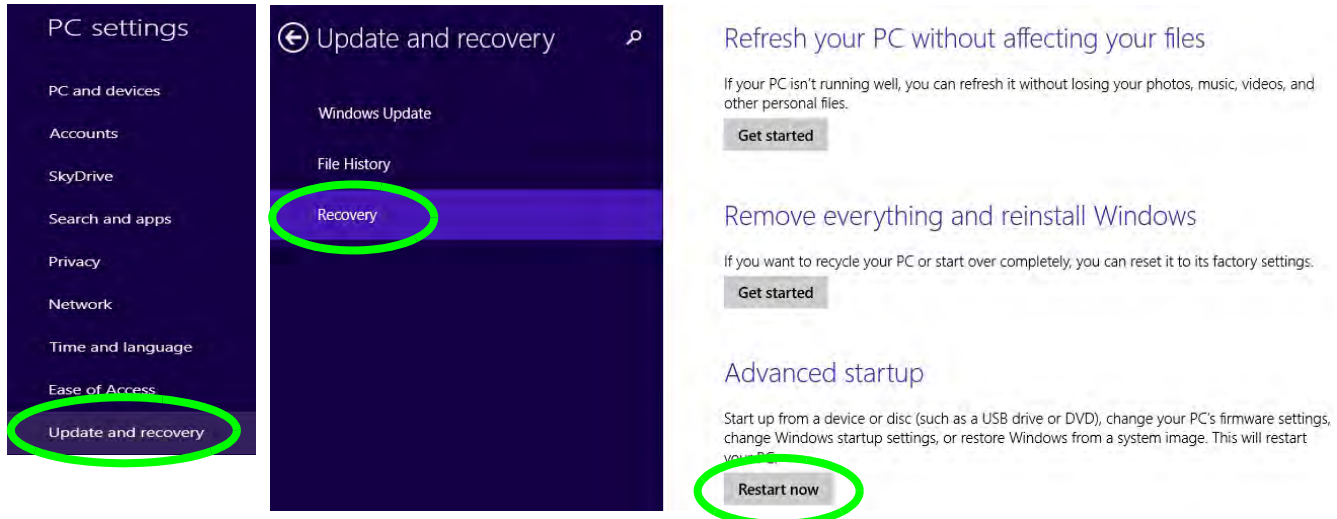 PC settings
PC and devices
Accounts
SkyDrive
Search and apps
Privacy
Network
Time and language
Ease of Access
Update and recovery
Update and recovery
Windows Update
File History
Recovery
Refresh your PC without affecting your files
If your PC isn't running well, you can refresh it without losing your photos, music, videos, and
other personal files.
Get started
Remove everything and reinstall Windows
If you want to recycle your PC or start over completely, you can reset it to its factory settings.
Get started
Advanced startup
Start up from a device or disc (such as a USB drive or DVD), change your PC's firmware settings,
change Windows startup settings, or restore Windows from a system image. This will restart
your PC.
Restart now